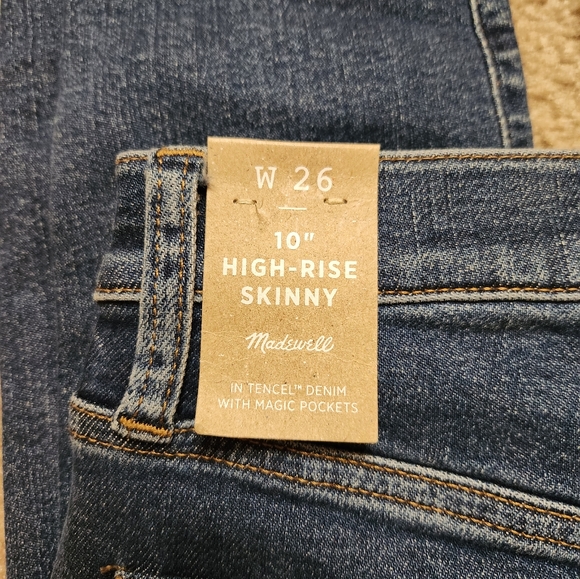 W 26
10"
HIGH-RISE
SKINNY
Madewell
IN TENCEL™ DENIM
WITH MAGIC POCKETS